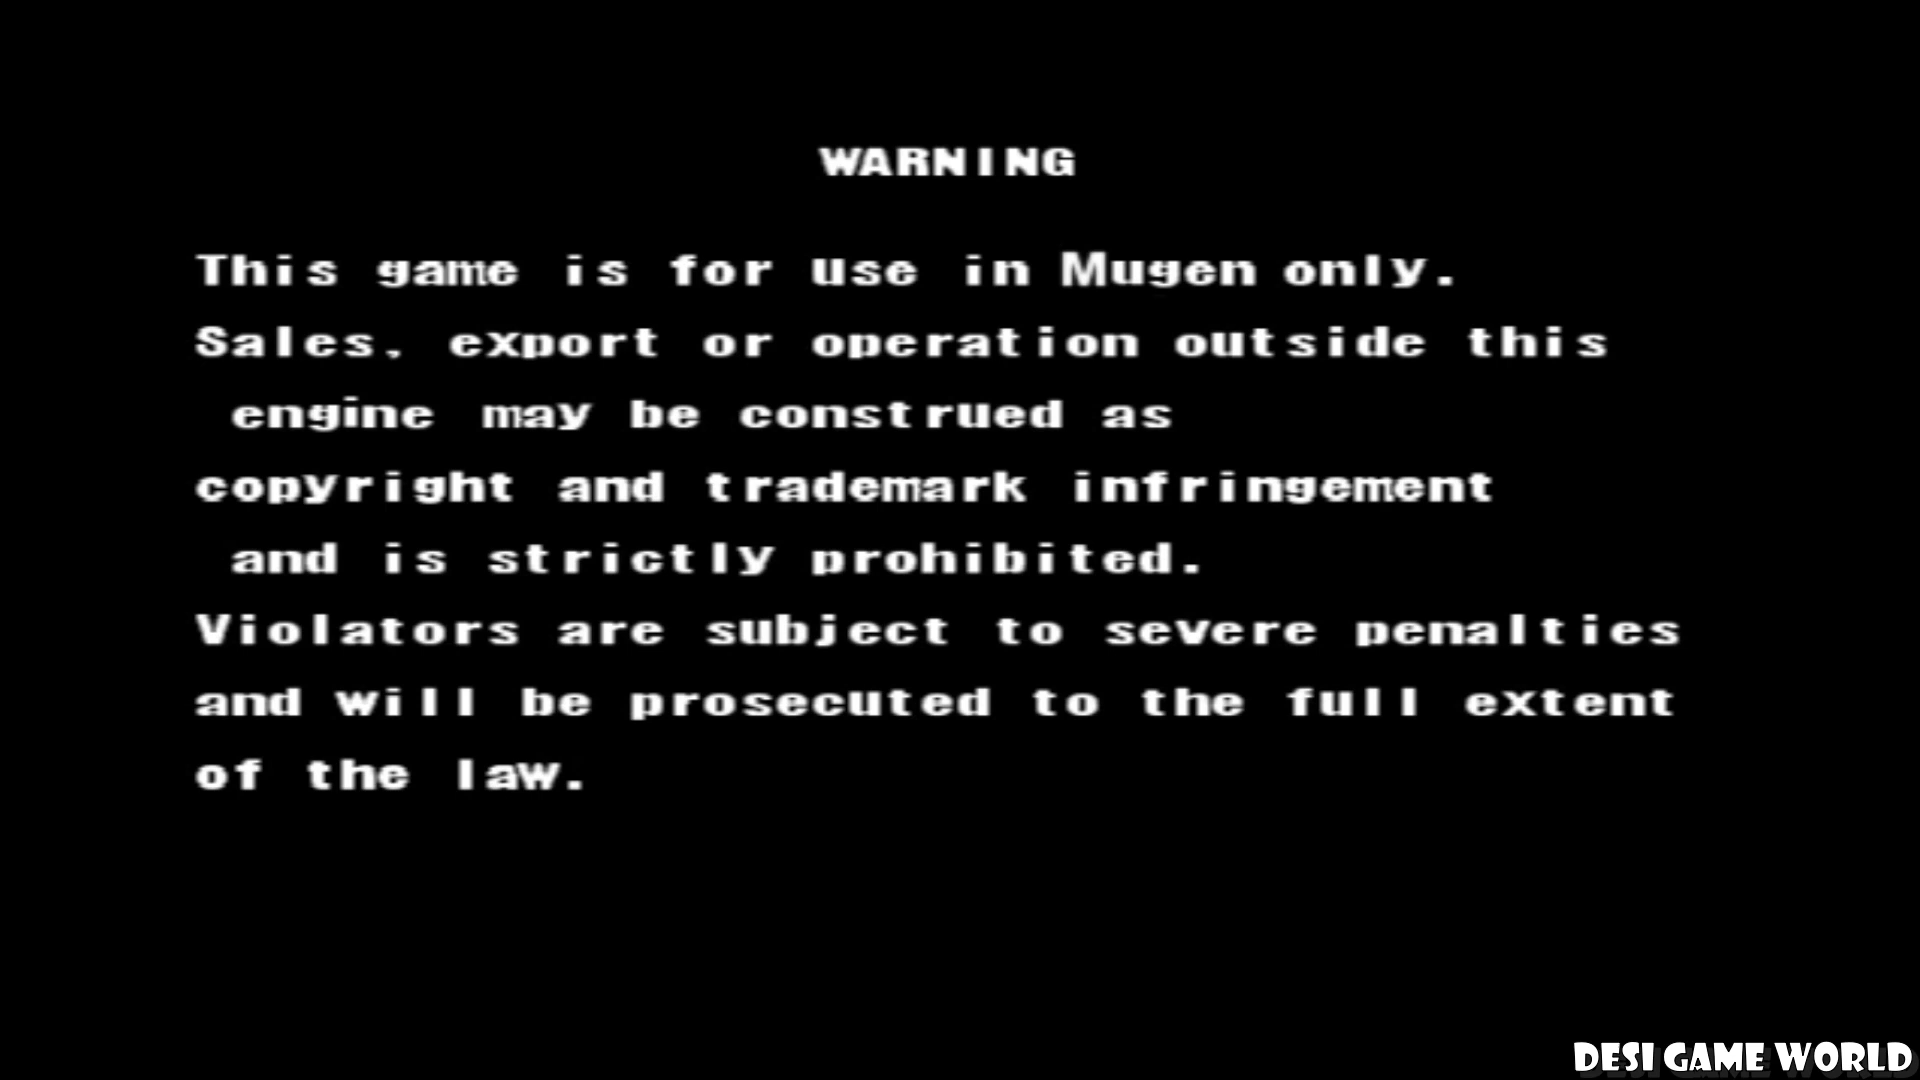 WARNING
This game is for use in Mugen only.
Sales, export or operation outside this
engine may be construed as
copyright and trademark infringement
and is strictly prohibited.
Violators are subject to severe penalties
and will be prosecuted to the full extent
of the law.
DESI GAME WORLD